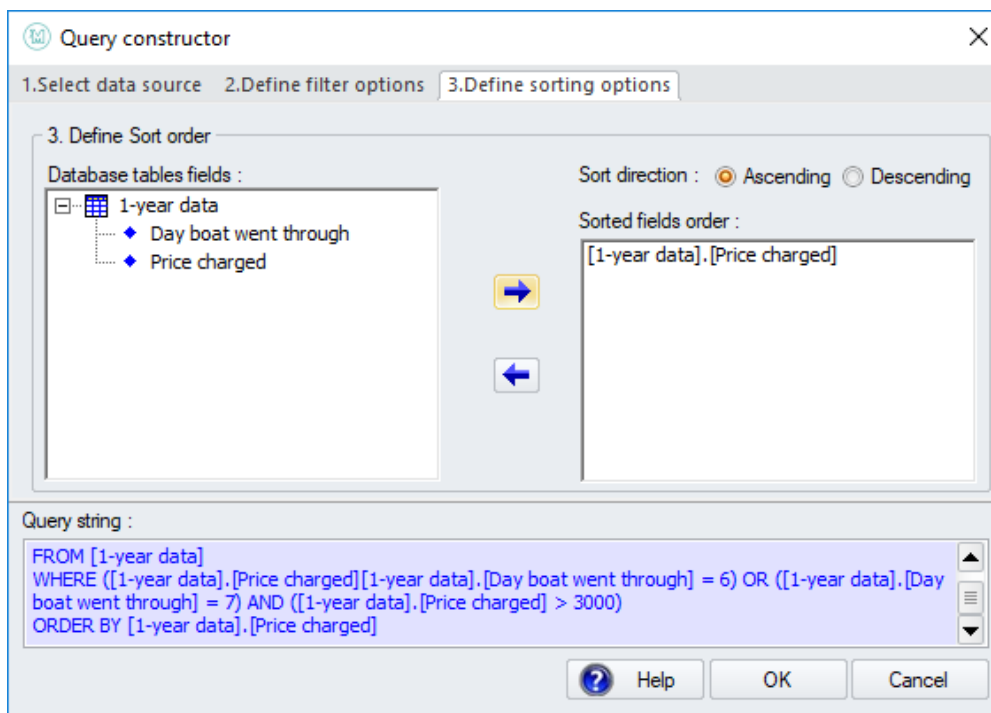 Query constructor
1.Select data source 2.Define filter options 3.Define sorting options
3. Define Sort order
Database tables fields :
1-year data
Day boat went through
Price charged
Sort direction : Ascending Descending
Sorted fields order :
[1-year data].[Price charged]
Query string :
FROM [1-year data]
WHERE ([1-year data].[Price charged][1-year data].[Day boat went through] = 6) OR ([1-year data].[Day
boat went through] = 7) AND ([1-year data].[Price charged] > 3000)
ORDER BY [1-year data].[Price charged]
Help OK Cancel